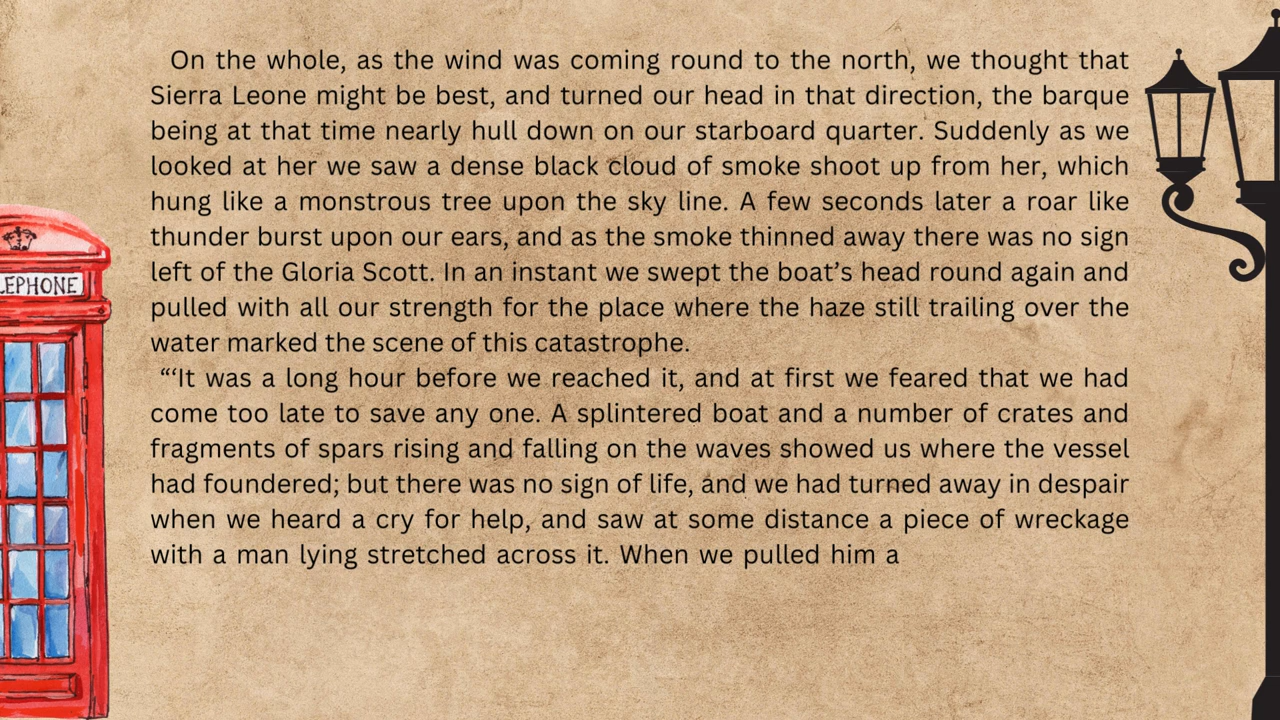 On the whole, as the wind was coming round to the north, we thought that
Sierra Leone might be best, and turned our head in that direction, the barque
being at that time nearly hull down on our starboard quarter. Suddenly as we
looked at her we saw a dense black cloud of smoke shoot up from her, which
hung like a monstrous tree upon the sky line. A few seconds later a roar like
thunder burst upon our ears, and as the smoke thinned away there was no sign
left of the Gloria Scott. In an instant we swept the boat’s head round again and
pulled with all our strength for the place where the haze still trailing over the
water marked the scene of this catastrophe.
“‘It was a long hour before we reached it, and at first we feared that we had
come too late to save any one. A splintered boat and a number of crates and
fragments of spars rising and falling on the waves showed us where the vessel
had foundered; but there was no sign of life, and we had turned away in despair
when we heard a cry for help, and saw at some distance a piece of wreckage
with a man lying stretched across it. When we pulled him a
LEPHONE